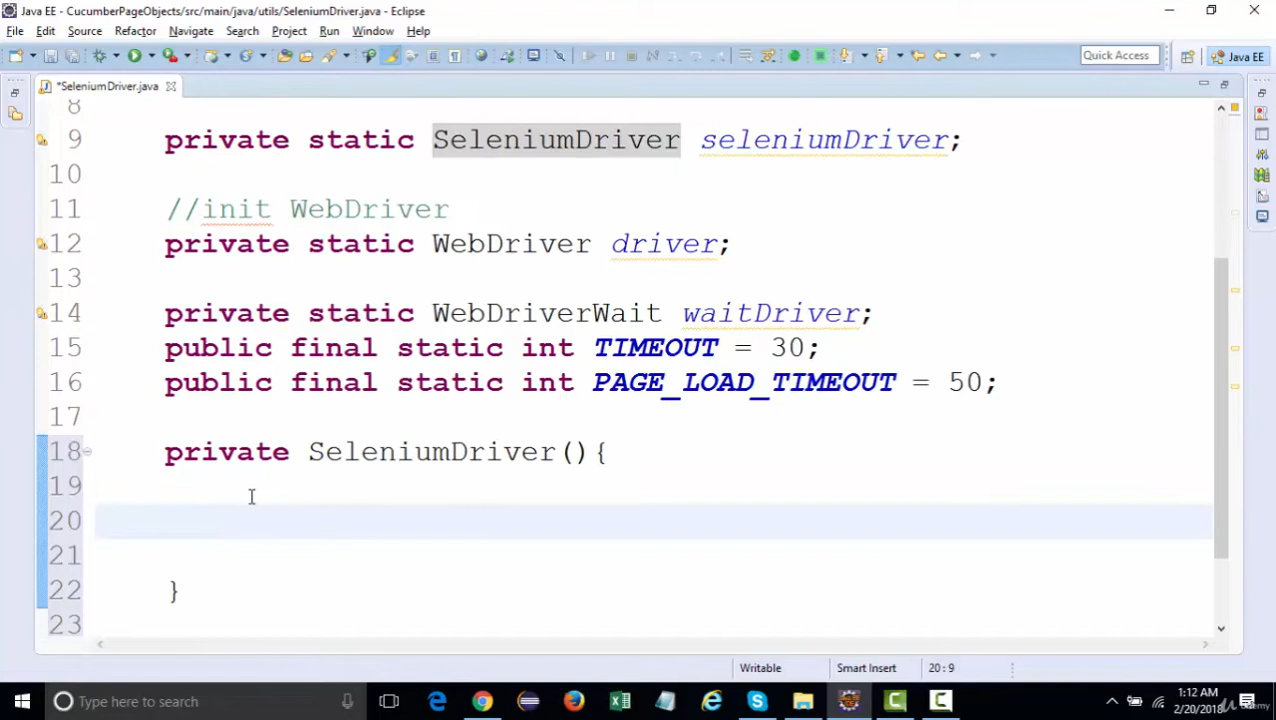 Java EE - CucumberPageObjects/src/main/java/utils/SeleniumDriver.java - Eclipse
File Edit Source Refactor Navigate Search Project Run Window Help
Quick Access
Java EE
*SeleniumDriver.java
8
9 private static SeleniumDriver seleniumDriver;
10
11 //init WebDriver
12 private static WebDriver driver;
13
14 private static WebDriverWait waitDriver;
15 public final static int TIMEOUT = 30;
16 public final static int PAGE_LOAD_TIMEOUT = 50;
17
18 private SeleniumDriver(){
19
20
21
22 }
23
Writable Smart Insert 20 : 9
Type here to search
1:12 AM
2/20/2018
Udemy